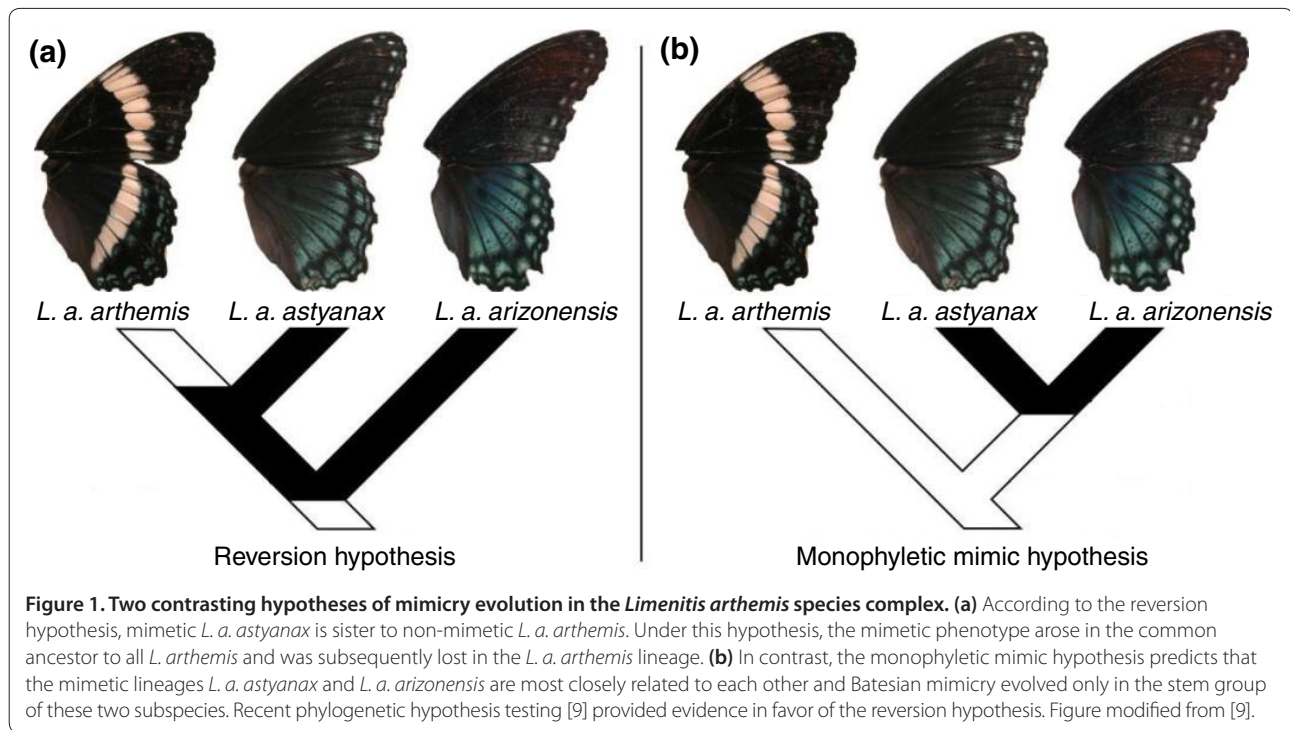 (a)
L. a. arthemis L. a. astyanax L. a. arizonensis
Reversion hypothesis
(b)
L. a. arthemis L. a. astyanax L. a. arizonensis
Monophyletic mimic hypothesis
Figure 1. Two contrasting hypotheses of mimicry evolution in the Limenitis arthemis species complex. (a) According to the reversion
hypothesis, mimetic L. a. astyanax is sister to non-mimetic L. a. arthemis. Under this hypothesis, the mimetic phenotype arose in the common
ancestor to all L. arthemis and was subsequently lost in the L. a. arthemis lineage. (b) In contrast, the monophyletic mimic hypothesis predicts that
the mimetic lineages L. a. astyanax and L. a. arizonensis are most closely related to each other and Batesian mimicry evolved only in the stem group
of these two subspecies. Recent phylogenetic hypothesis testing [9] provided evidence in favor of the reversion hypothesis. Figure modified from [9].